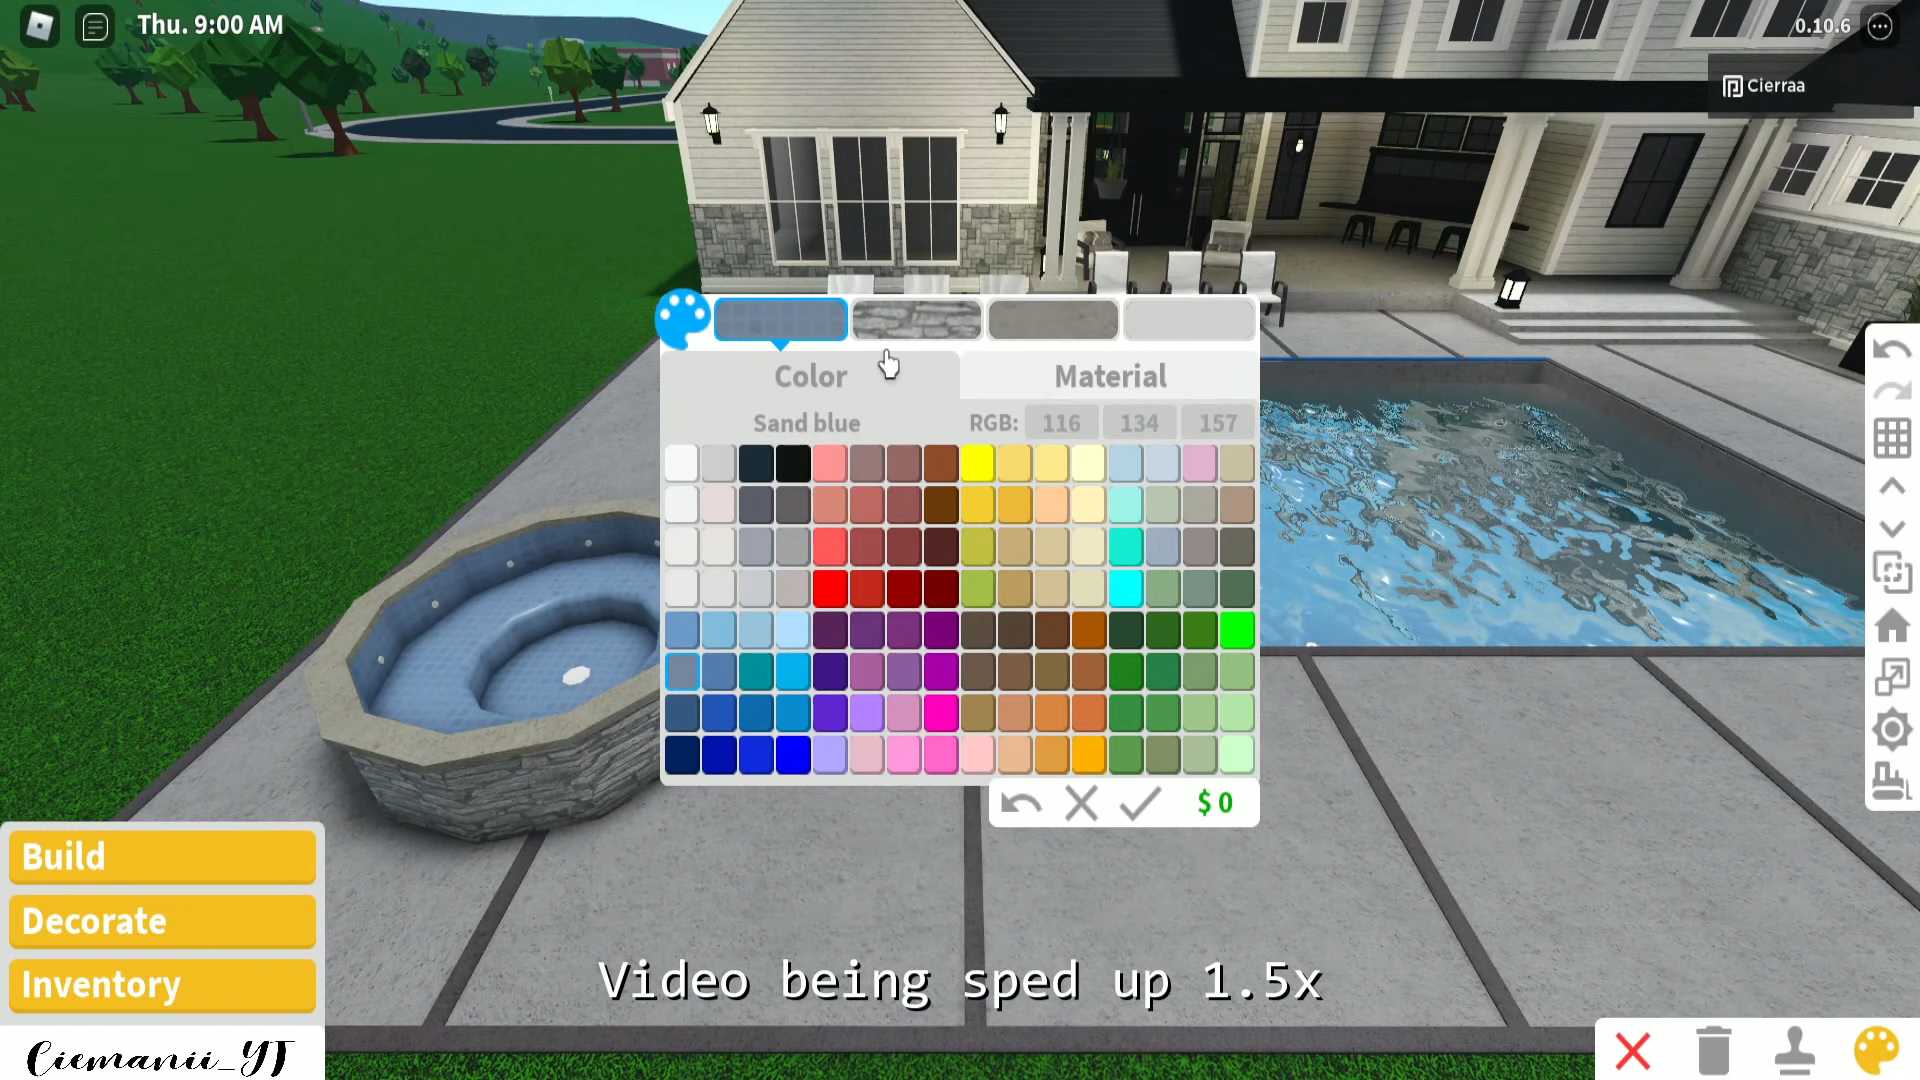 Thu. 9:00 AM
0.10.6
Cierraa
Color
Material
Sand blue
RGB: 116 134 157
$ 0
Build
Decorate
Inventory
Video being sped up 1.5x
Ciemanii_YT